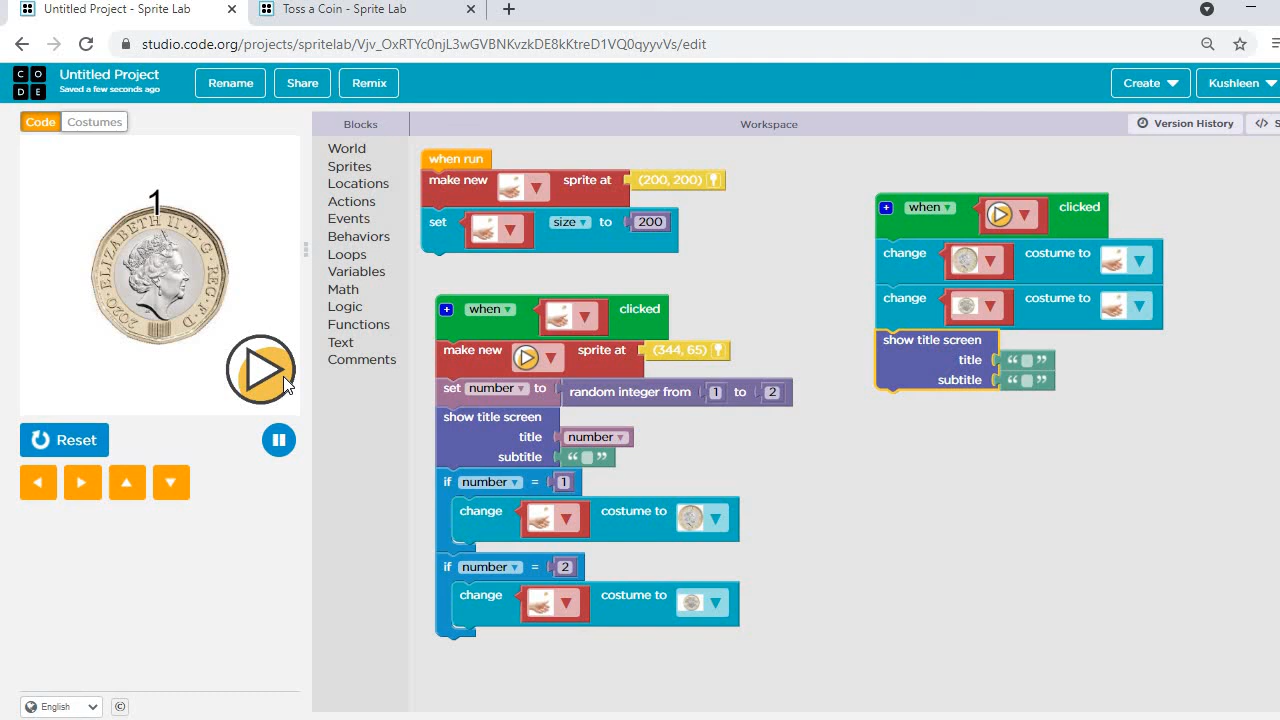 Untitled Project - Sprite Lab
Toss a Coin - Sprite Lab
studio.code.org/projects/spritelab/Vjv_OxRTYc0njL3wGVBNKvzkDE8kKbeD1VQ0qyyvVs/edit
C O D E
Untitled Project
Saved a few seconds ago
Rename
Share
Remix
Create
Kushleen
Code
Costumes
Blocks
Workspace
Version History
</> S
1
2020 · ELIZABETH II · D · G · REG · F · D
Reset
World
Sprites
Locations
Actions
Events
Behaviors
Loops
Variables
Math
Logic
Functions
Text
Comments
when run
make new sprite at (200, 200)
set size to 200
when clicked
make new sprite at (344, 65)
set number to random integer from 1 to 2
show title screen
title number
subtitle “ ”
if number = 1
change costume to
if number = 2
change costume to
when clicked
change costume to
change costume to
show title screen
title “ ”
subtitle “ ”
English
©